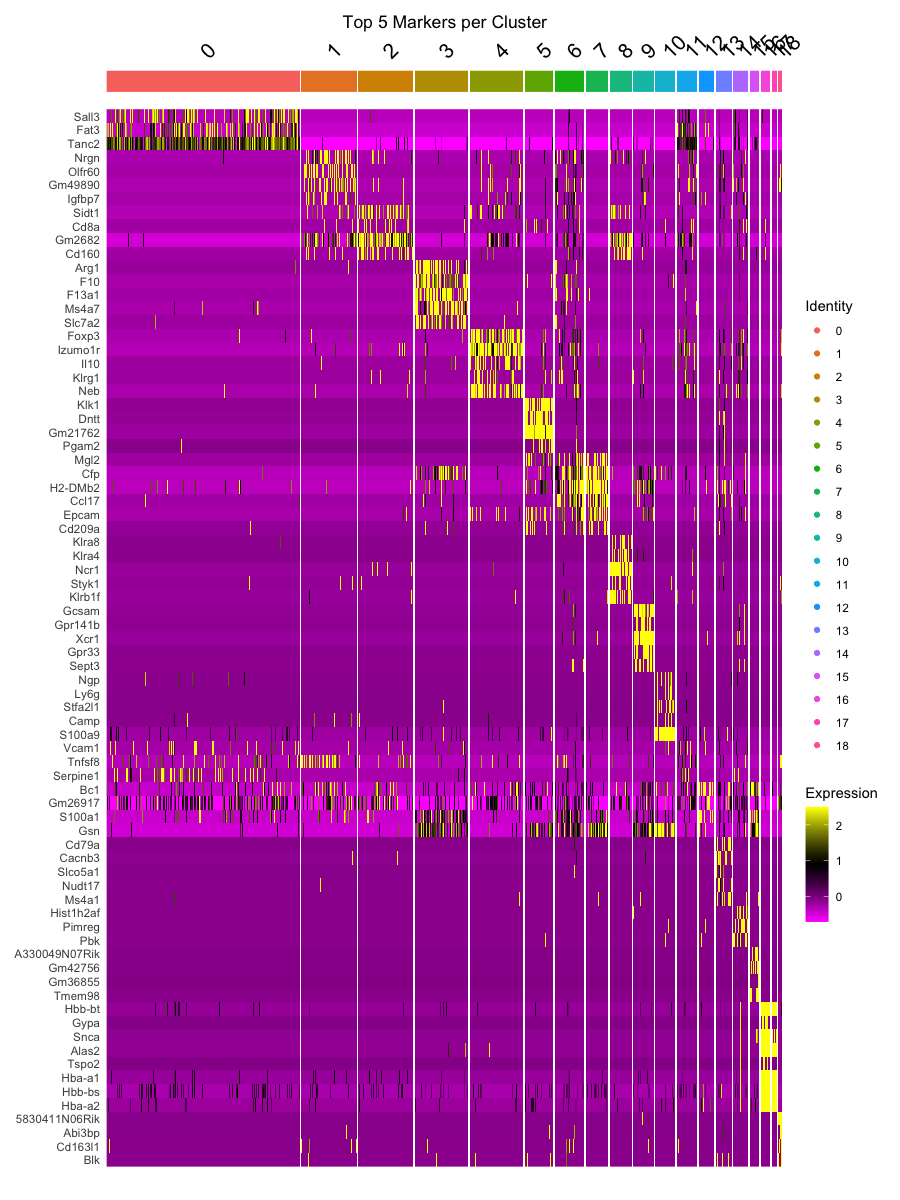 Top 5 Markers per Cluster
0 1 2 3 4 5 6 7 8 9 10 11 12 13 14 15 16 17 18
Sall3
Fat3
Tanc2
Nrgn
Olfr60
Gm49890
Igfbp7
Sidt1
Cd8a
Gm2682
Cd160
Arg1
F10
F13a1
Ms4a7
Slc7a2
Foxp3
Izumo1r
Il10
Klrg1
Neb
Klk1
Dntt
Gm21762
Pgam2
Mgl2
Cfp
H2-DMb2
Ccl17
Epcam
Cd209a
Klra8
Klra4
Ncr1
Styk1
Klrb1f
Gcsam
Gpr141b
Xcr1
Gpr33
Sept3
Ngp
Ly6g
Stfa2l1
Camp
S100a9
Vcam1
Tnfsf8
Serpine1
Bc1
Gm26917
S100a1
Gsn
Cd79a
Cacnb3
Slco5a1
Nudt17
Ms4a1
Hist1h2af
Pimreg
Pbk
A330049N07Rik
Gm42756
Gm36855
Tmem98
Hbb-bt
Gypa
Snca
Alas2
Tspo2
Hba-a1
Hbb-bs
Hba-a2
5830411N06Rik
Abi3bp
Cd163l1
Blk
Identity
0
1
2
3
4
5
6
7
8
9
10
11
12
13
14
15
16
17
18
Expression
2
1
0